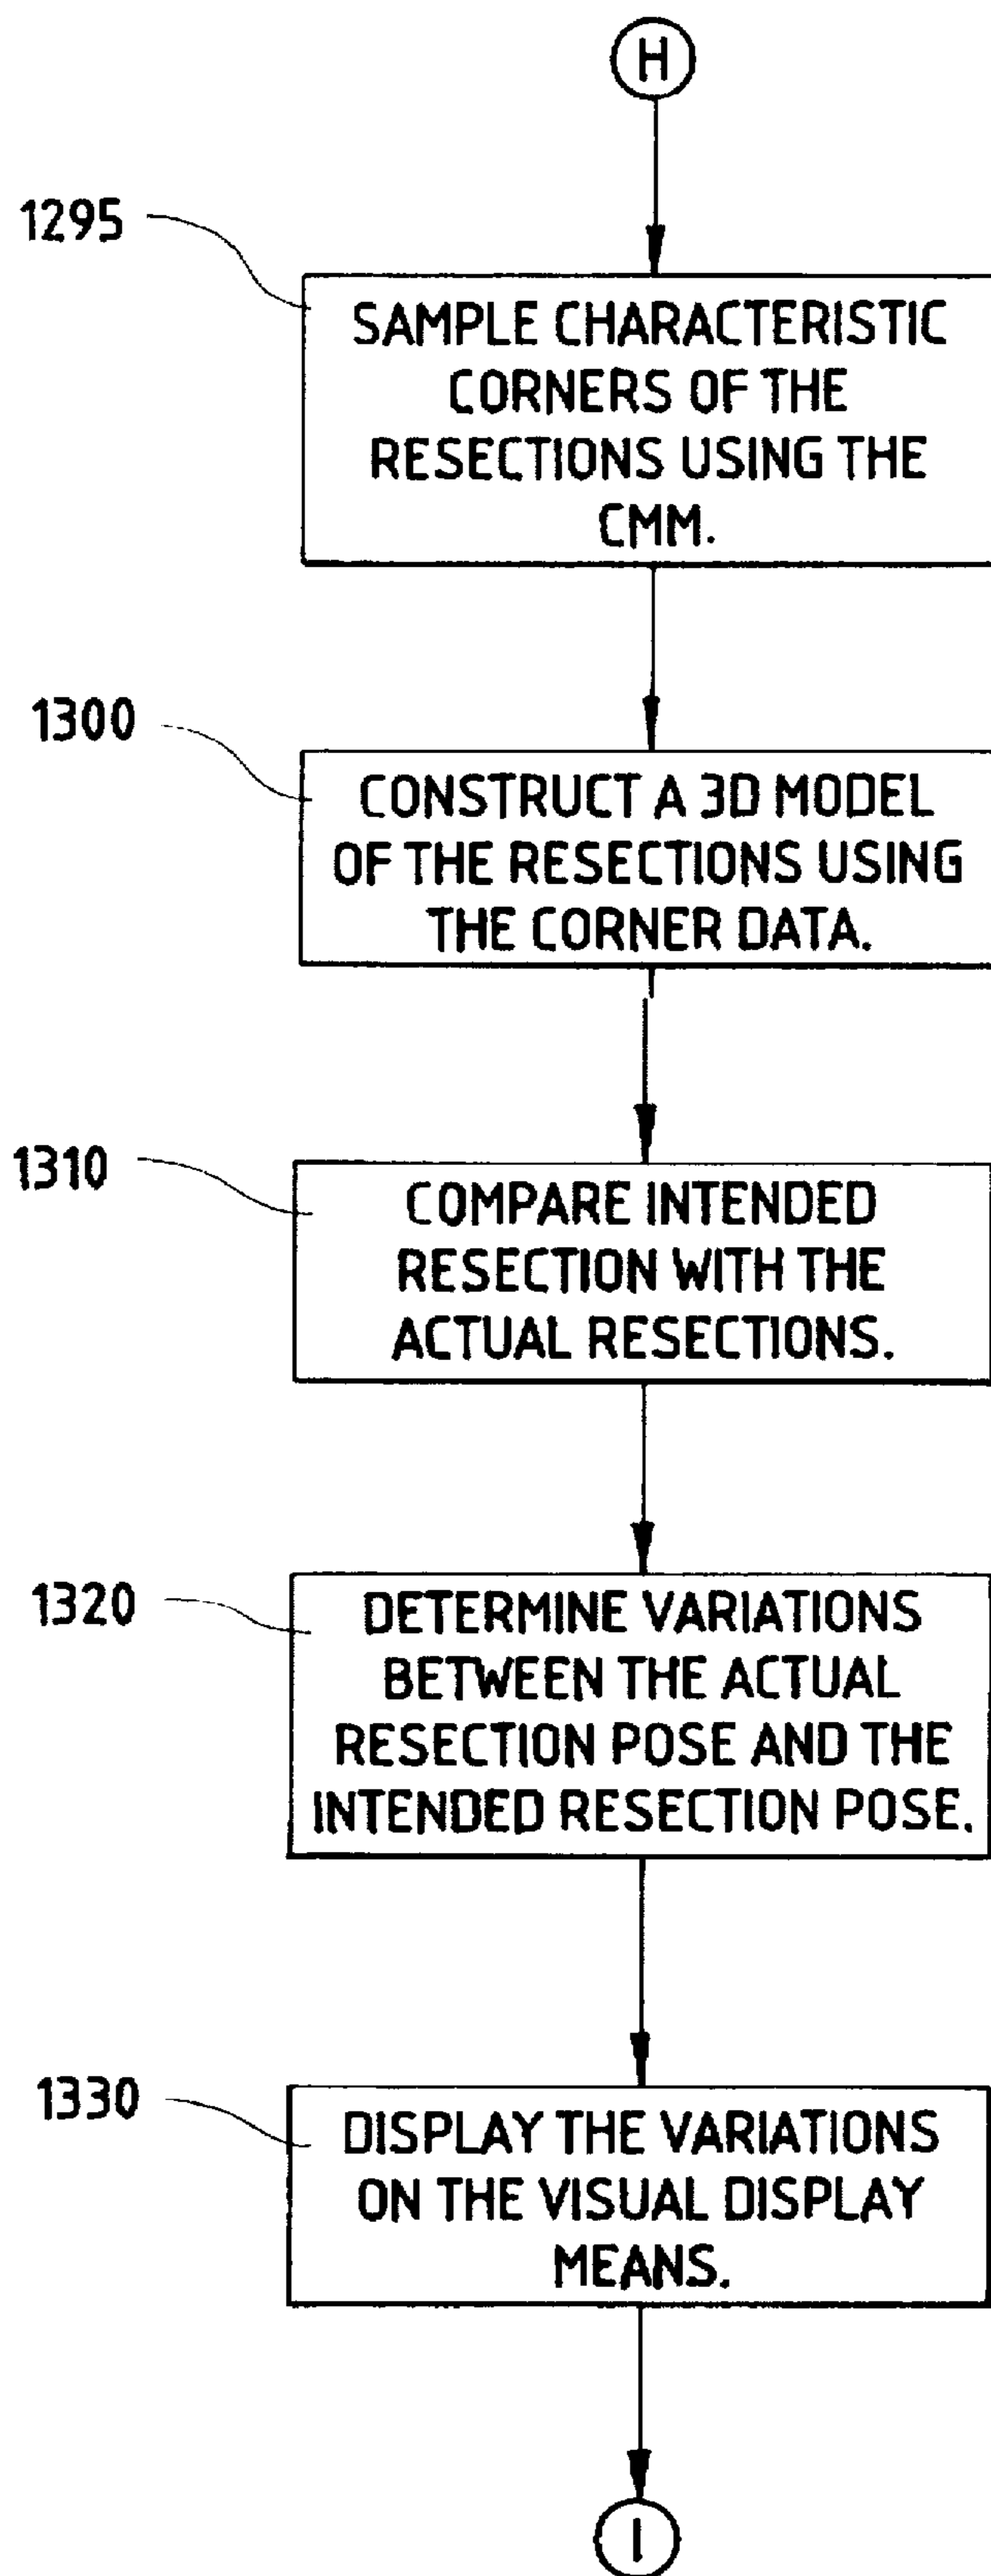 H
1295
SAMPLE CHARACTERISTIC
CORNERS OF THE
RESECTIONS USING THE
CMM.
1300
CONSTRUCT A 3D MODEL
OF THE RESECTIONS USING
THE CORNER DATA.
1310
COMPARE INTENDED
RESECTION WITH THE
ACTUAL RESECTIONS.
1320
DETERMINE VARIATIONS
BETWEEN THE ACTUAL
RESECTION POSE AND THE
INTENDED RESECTION POSE.
1330
DISPLAY THE VARIATIONS
ON THE VISUAL DISPLAY
MEANS.
I